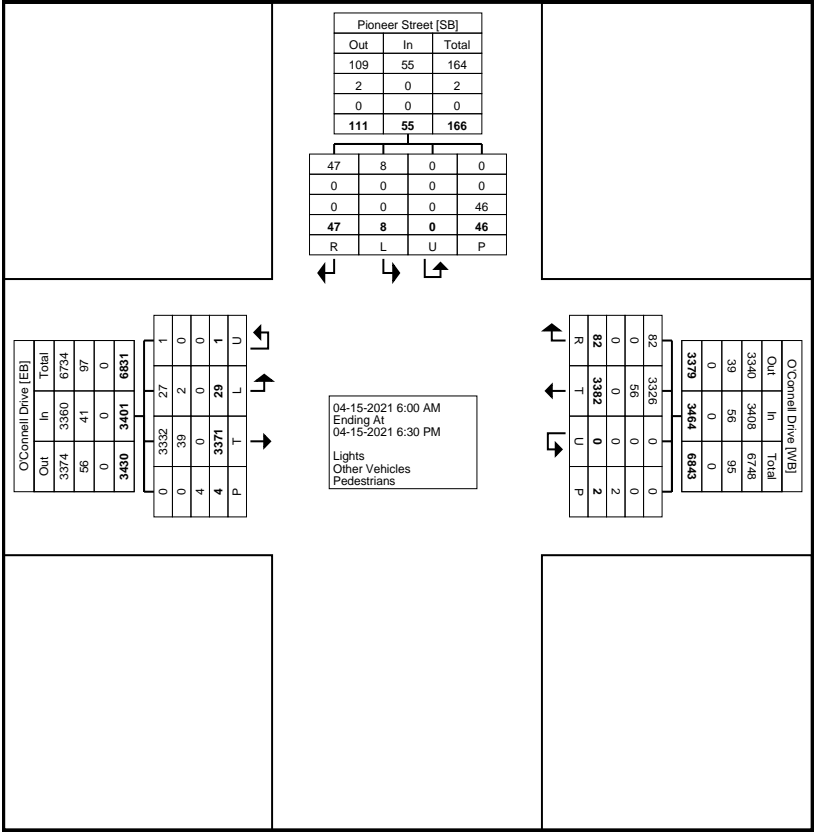 Pioneer Street [SB]
Out In Total
109 55 164
2 0 2
0 0 0
111 55 166
47 8 0 0
0 0 0 0
0 0 0 46
47 8 0 46
R L U P
O'Connell Drive [EB]
Total In Out
6734 3360 3374
97 41 56
0 0 0
6831 3401 3430
1 27 3332 0
0 2 39 0
0 0 0 4
1 29 3371 4
U L T P
04-15-2021 6:00 AM
Ending At
04-15-2021 6:30 PM
Lights
Other Vehicles
Pedestrians
O'Connell Drive [WB]
Out In Total
3340 3408 6748
39 56 95
0 0 0
3379 3464 6843
82 3326 0 0
0 56 0 0
0 0 0 2
82 3382 0 2
R T U P